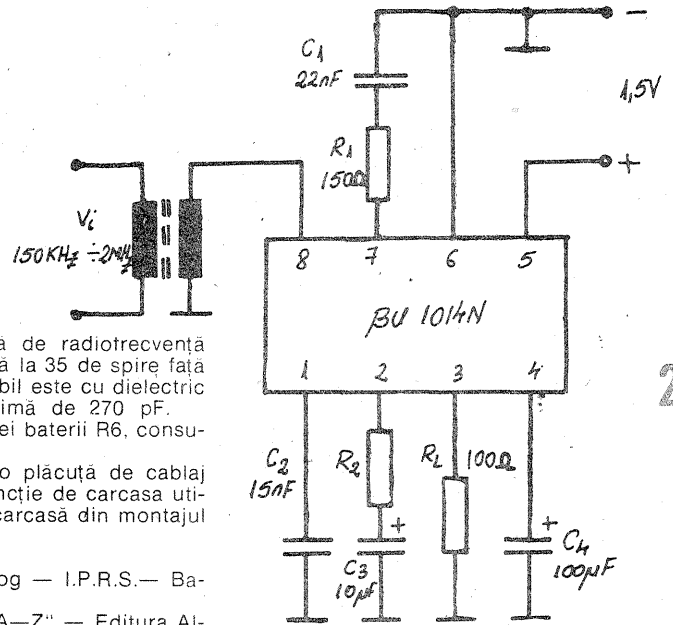 C1
22nF
R1
150Ω
−
1,5V
+
Vi
150KHz ÷2MHz
8 7 6 5
βU 1014N
1 2 3 4
C2
15nF
R2
+
C3
10μF
RL
100Ω
+
C4
100μF
2
ă de radiotrecvență
ă la 35 de spire față
bil este cu dielectric
imă de 270 pF.
ei baterii R6, consu-
o plăcuță de cablaj
ncție de carcasa uti-
carcasă din montajul
og — I.P.R.S.— Ba-
A—Z" — Editura Al-